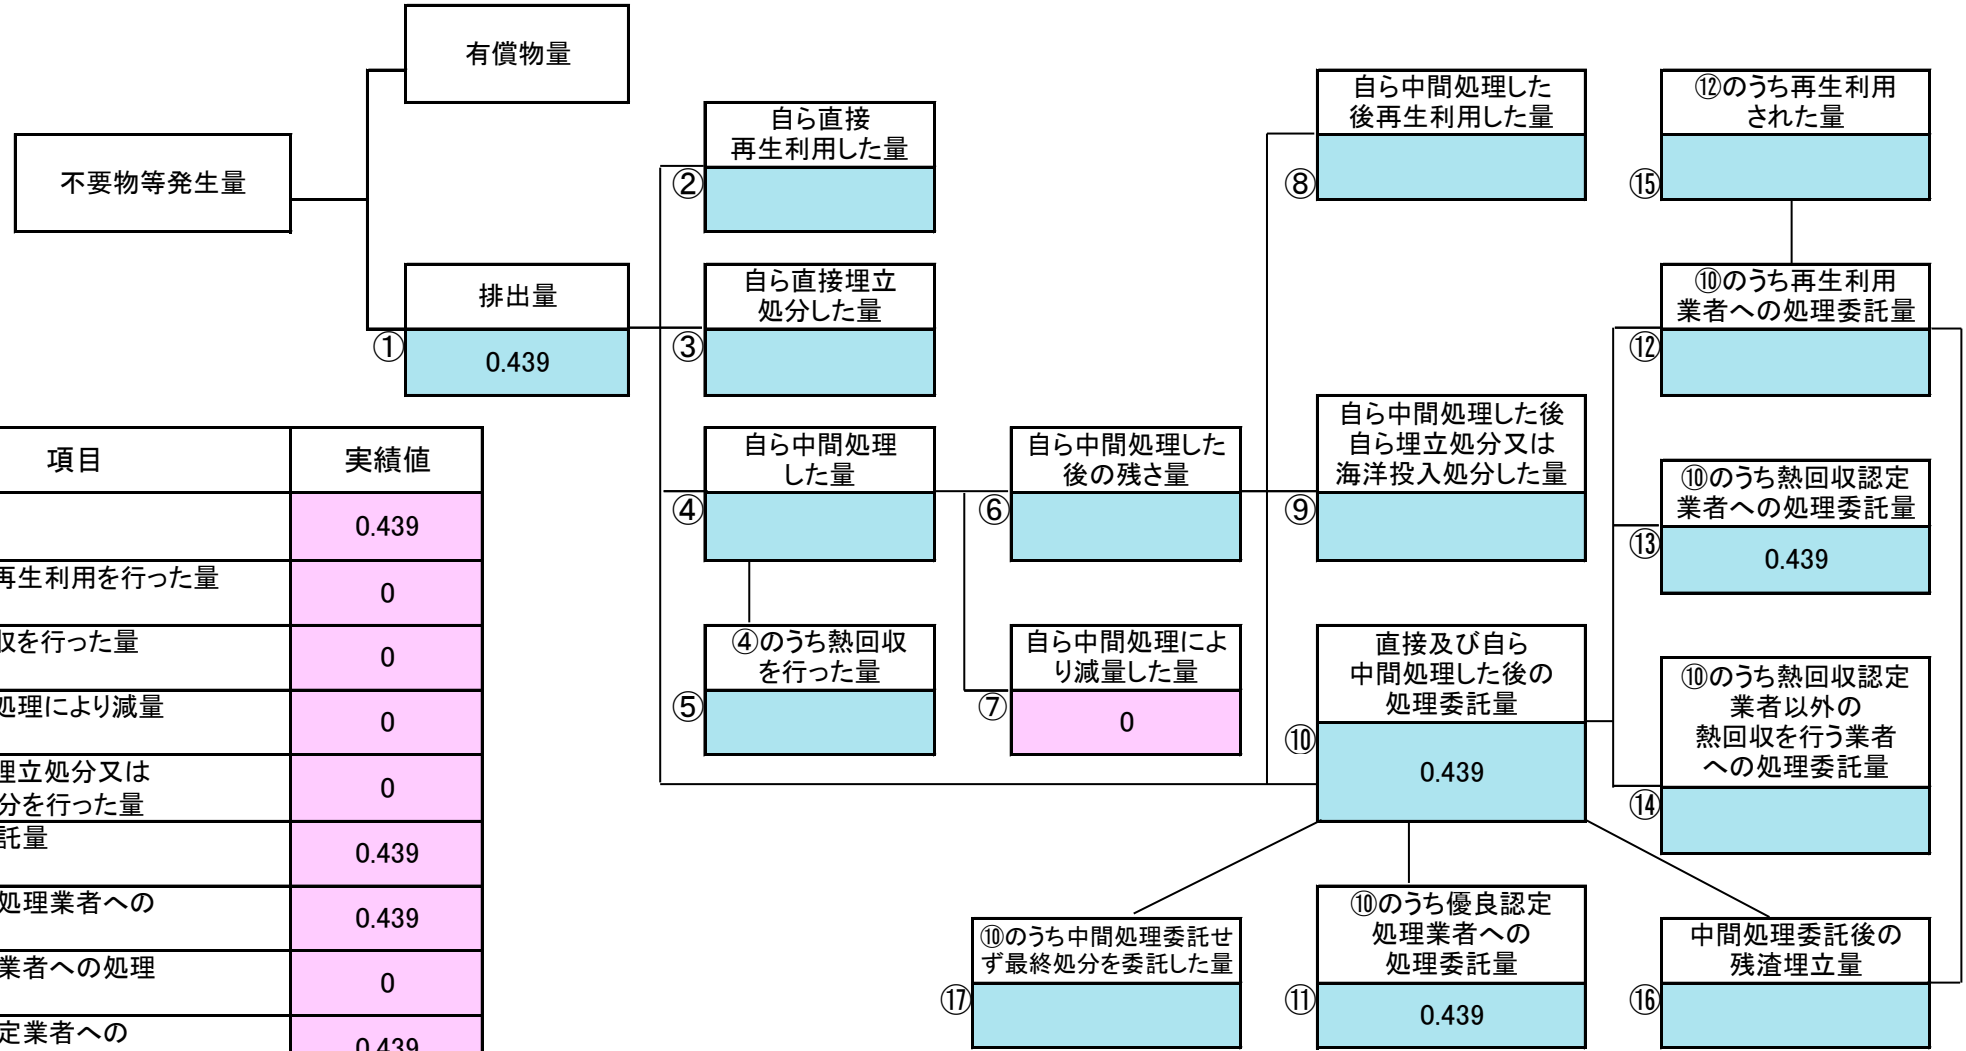 有償物量
不要物等発生量
排出量
①
0.439
自ら直接
再生利用した量
②
自ら直接埋立
処分した量
③
自ら中間処理
した量
④
④のうち熱回収
を行った量
⑤
自ら中間処理した
後の残さ量
⑥
自ら中間処理によ
り減量した量
⑦
0
自ら中間処理した
後再生利用した量
⑧
自ら中間処理した後
自ら埋立処分又は
海洋投入処分した量
⑨
直接及び自ら
中間処理した後の
処理委託量
⑩
0.439
⑫のうち再生利用
された量
⑮
⑩のうち再生利用
業者への処理委託量
⑫
⑩のうち熱回収認定
業者への処理委託量
⑬
0.439
⑩のうち熱回収認定
業者以外の
熱回収を行う業者
への処理委託量
⑭
⑩のうち中間処理委託せ
ず最終処分を委託した量
⑰
⑩のうち優良認定
処理業者への
処理委託量
⑪
0.439
中間処理委託後の
残渣埋立量
⑯
項目 実績値
0.439
再生利用を行った量 0
収を行った量 0
処理により減量 0
埋立処分又は
分を行った量 0
託量 0.439
処理業者への 0.439
業者への処理 0
定業者への 0.439